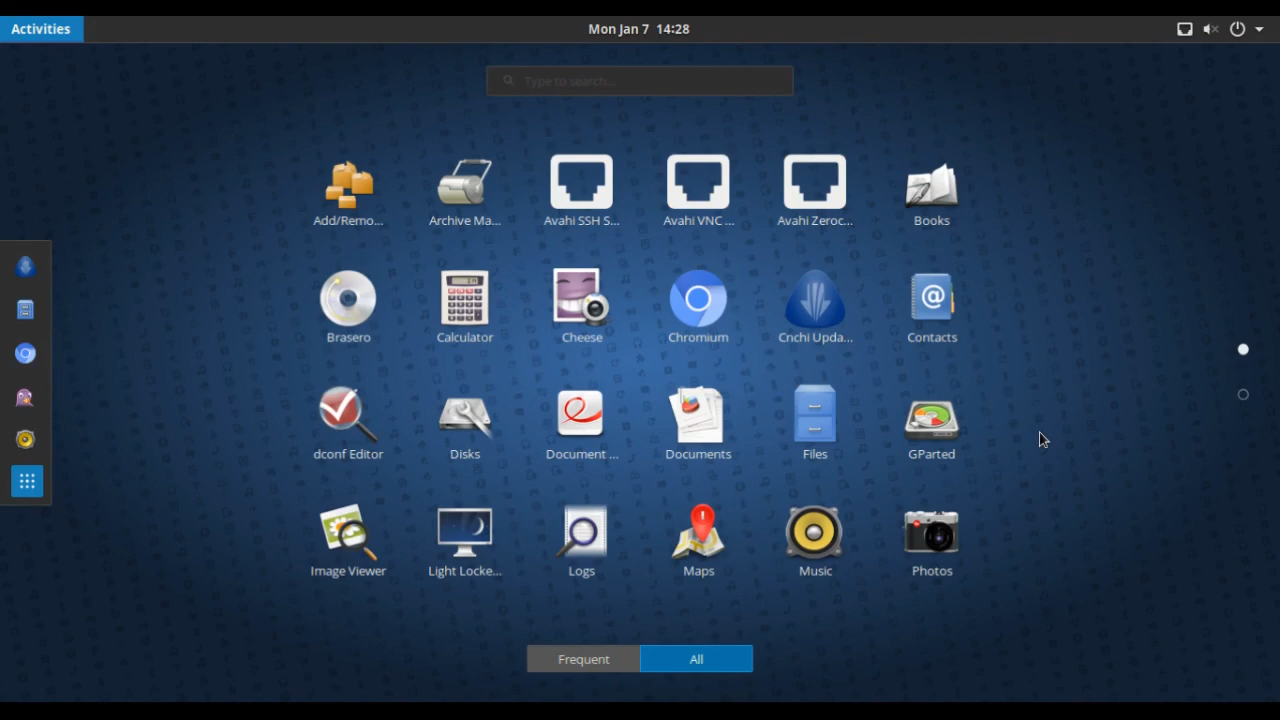 Activities
Mon Jan 7 14:28
Type to search...
Add/Remo...
Archive Ma...
Avahi SSH S...
Avahi VNC ...
Avahi Zeroc...
Books
Brasero
Calculator
Cheese
Chromium
Cnchi Upda...
Contacts
dconf Editor
Disks
Document ...
Documents
Files
GParted
Image Viewer
Light Locke...
Logs
Maps
Music
Photos
Frequent
All